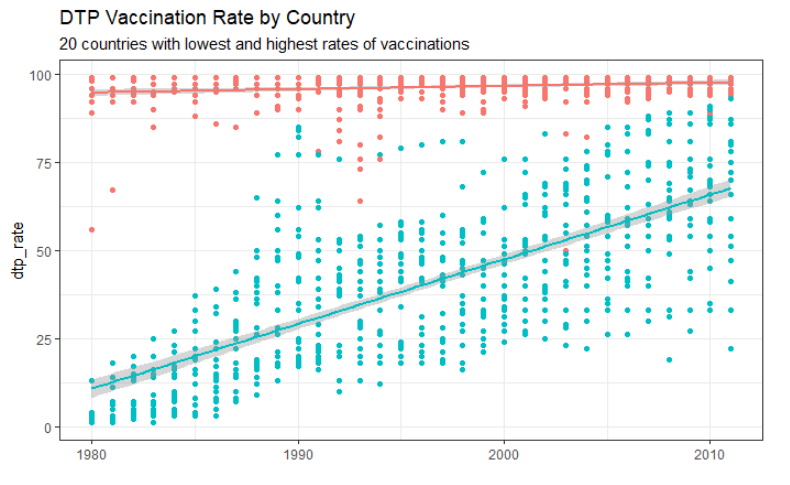 DTP Vaccination Rate by Country
20 countries with lowest and highest rates of vaccinations
100
75
50
25
0
dtp_rate
1980 1990 2000 2010